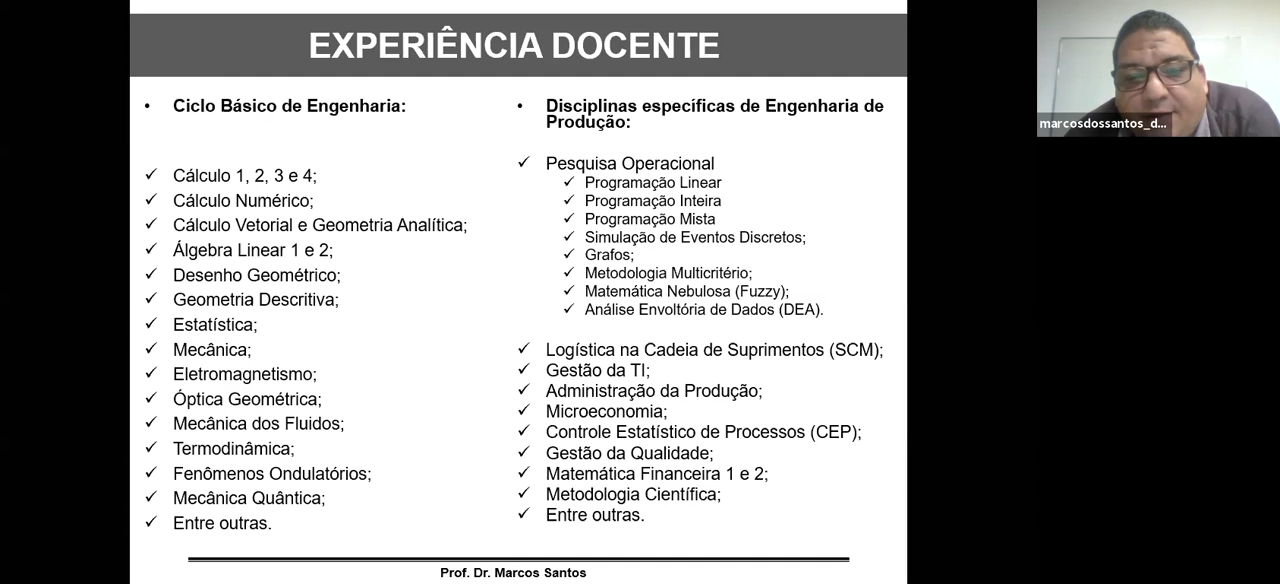 EXPERIÊNCIA DOCENTE
• Ciclo Básico de Engenharia:
✓ Cálculo 1, 2, 3 e 4;
✓ Cálculo Numérico;
✓ Cálculo Vetorial e Geometria Analítica;
✓ Álgebra Linear 1 e 2;
✓ Desenho Geométrico;
✓ Geometria Descritiva;
✓ Estatística;
✓ Mecânica;
✓ Eletromagnetismo;
✓ Óptica Geométrica;
✓ Mecânica dos Fluidos;
✓ Termodinâmica;
✓ Fenômenos Ondulatórios;
✓ Mecânica Quântica;
✓ Entre outras.
• Disciplinas específicas de Engenharia de
Produção:
✓ Pesquisa Operacional
✓ Programação Linear
✓ Programação Inteira
✓ Programação Mista
✓ Simulação de Eventos Discretos;
✓ Grafos;
✓ Metodologia Multicritério;
✓ Matemática Nebulosa (Fuzzy);
✓ Análise Envoltória de Dados (DEA).
✓ Logística na Cadeia de Suprimentos (SCM);
✓ Gestão da TI;
✓ Administração da Produção;
✓ Microeconomia;
✓ Controle Estatístico de Processos (CEP);
✓ Gestão da Qualidade;
✓ Matemática Financeira 1 e 2;
✓ Metodologia Científica;
✓ Entre outras.
Prof. Dr. Marcos Santos
marcosdossantos_d...